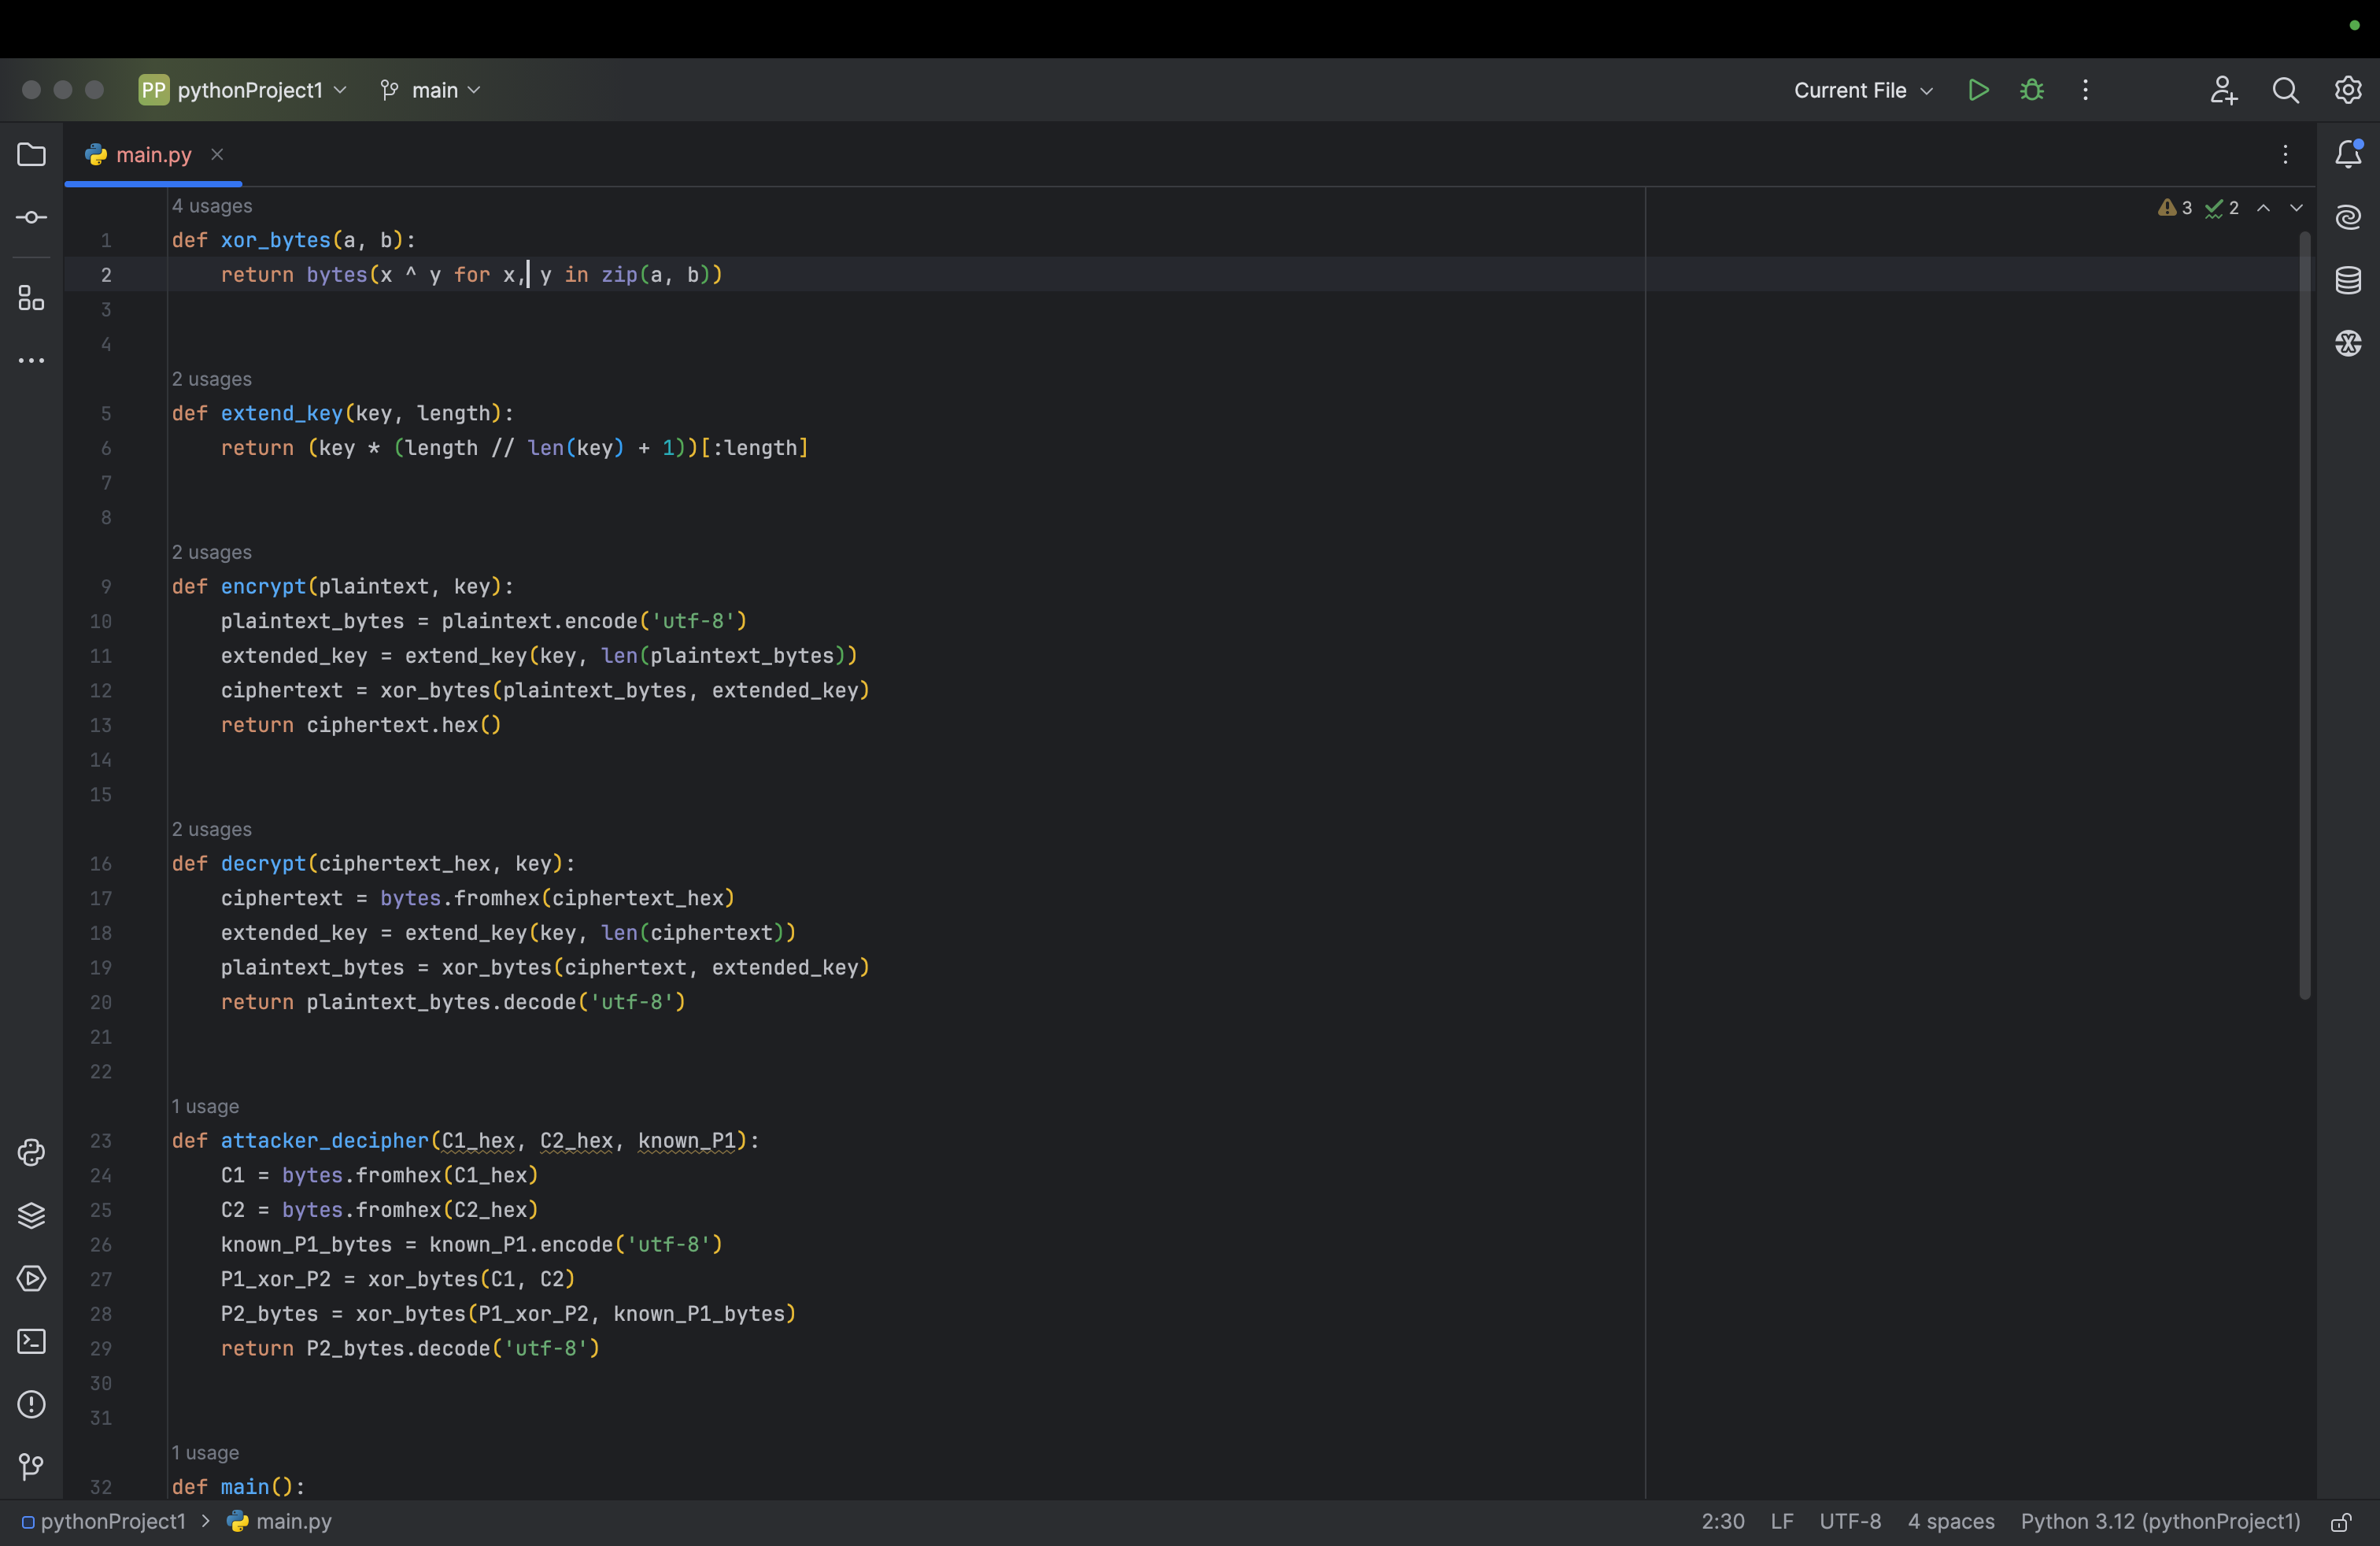 PP pythonProject1 main Current File
main.py
4 usages 3 2
1 def xor_bytes(a, b):
2     return bytes(x ^ y for x, y in zip(a, b))
3
4
2 usages
5 def extend_key(key, length):
6     return (key * (length // len(key) + 1))[:length]
7
8
2 usages
9 def encrypt(plaintext, key):
10     plaintext_bytes = plaintext.encode('utf-8')
11     extended_key = extend_key(key, len(plaintext_bytes))
12     ciphertext = xor_bytes(plaintext_bytes, extended_key)
13     return ciphertext.hex()
14
15
2 usages
16 def decrypt(ciphertext_hex, key):
17     ciphertext = bytes.fromhex(ciphertext_hex)
18     extended_key = extend_key(key, len(ciphertext))
19     plaintext_bytes = xor_bytes(ciphertext, extended_key)
20     return plaintext_bytes.decode('utf-8')
21
22
1 usage
23 def attacker_decipher(C1_hex, C2_hex, known_P1):
24     C1 = bytes.fromhex(C1_hex)
25     C2 = bytes.fromhex(C2_hex)
26     known_P1_bytes = known_P1.encode('utf-8')
27     P1_xor_P2 = xor_bytes(C1, C2)
28     P2_bytes = xor_bytes(P1_xor_P2, known_P1_bytes)
29     return P2_bytes.decode('utf-8')
30
31
1 usage
32 def main():
pythonProject1 > main.py 2:30 LF UTF-8 4 spaces Python 3.12 (pythonProject1)